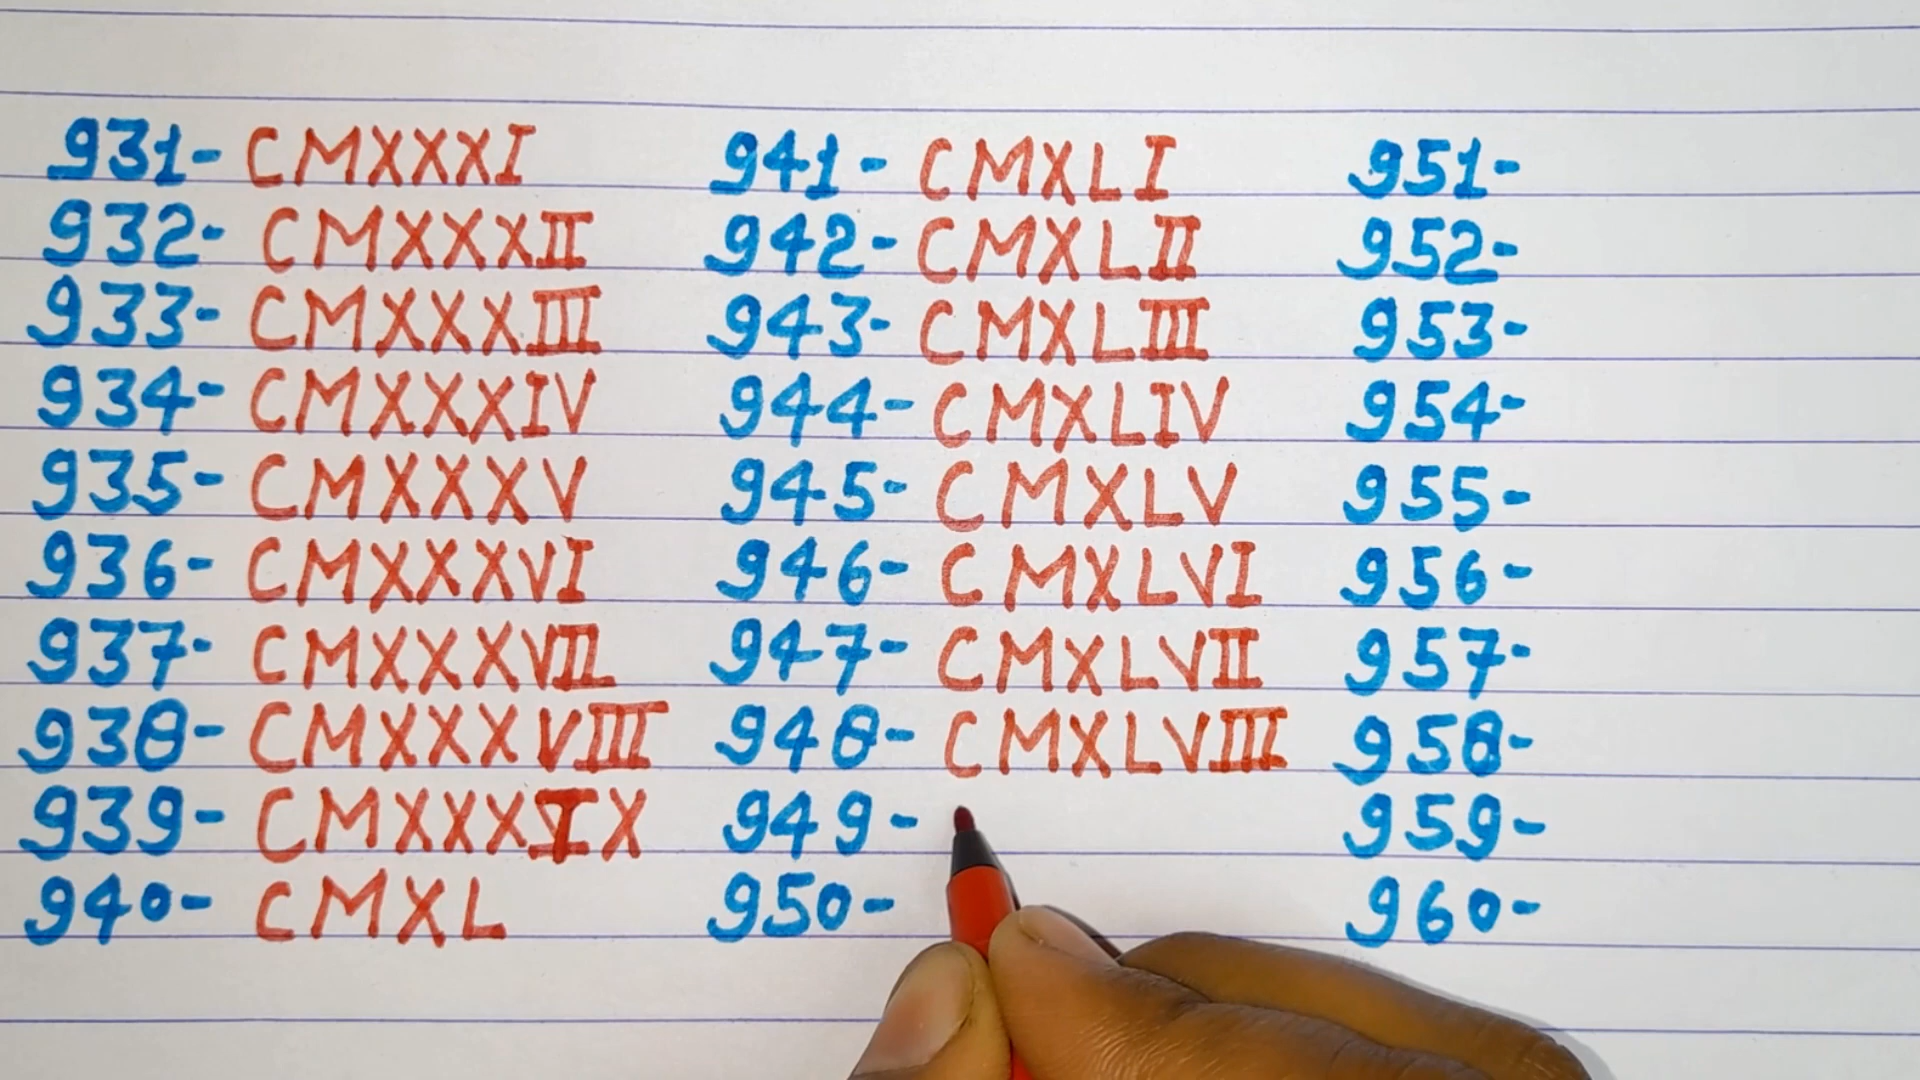 931- CMXXXI
932- CMXXXII
933- CMXXXIII
934- CMXXXIV
935- CMXXXV
936- CMXXXVI
937- CMXXXVII
938- CMXXXVIII
939- CMXXXIX
940- CMXL
941- CMXLI
942- CMXLII
943- CMXLIII
944- CMXLIV
945- CMXLV
946- CMXLVI
947- CMXLVII
948- CMXLVIII
949-
950-
951-
952-
953-
954-
955-
956-
957-
958-
959-
960-